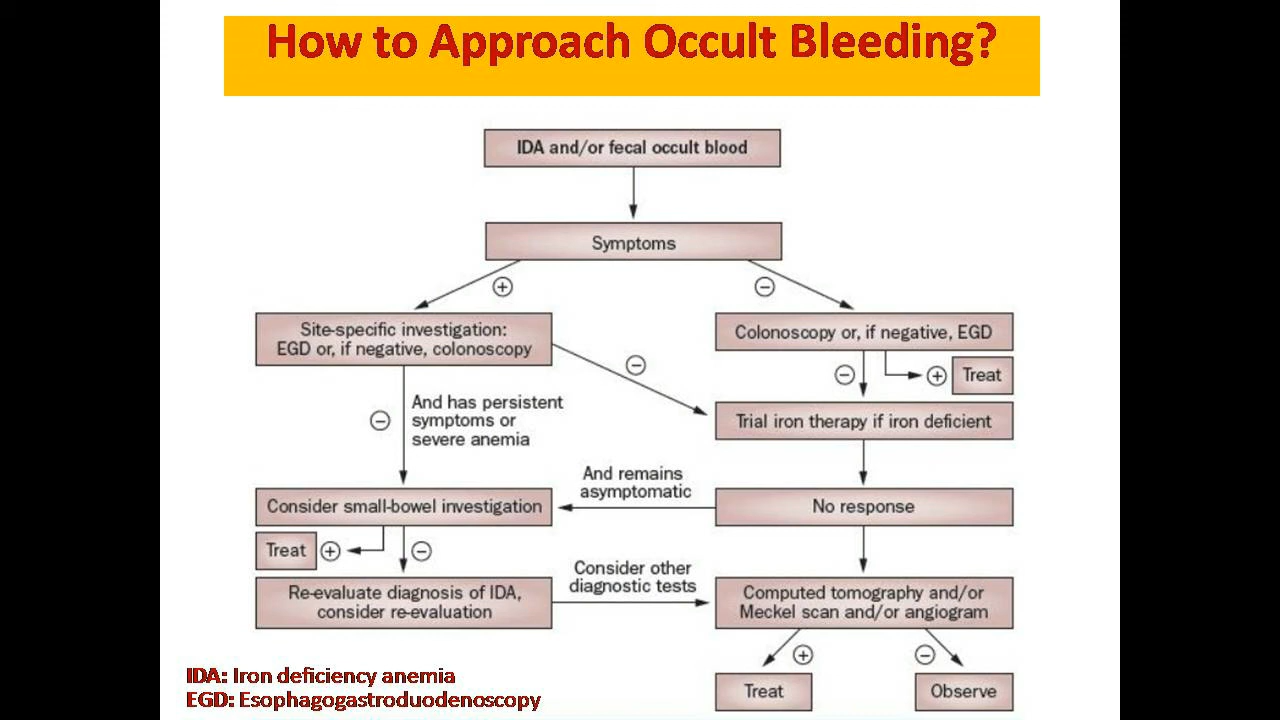 How to Approach Occult Bleeding?
IDA and/or fecal occult blood
Symptoms
+
−
Site-specific investigation:
EGD or, if negative, colonoscopy
Colonoscopy or, if negative, EGD
−
−
+
Treat
And has persistent
symptoms or
severe anemia
−
Trial iron therapy if iron deficient
And remains
asymptomatic
Consider small-bowel investigation
No response
Treat
+
−
Consider other
diagnostic tests
Re-evaluate diagnosis of IDA,
consider re-evaluation
Computed tomography and/or
Meckel scan and/or angiogram
+
−
Treat
Observe
IDA: Iron deficiency anemia
EGD: Esophagogastroduodenoscopy